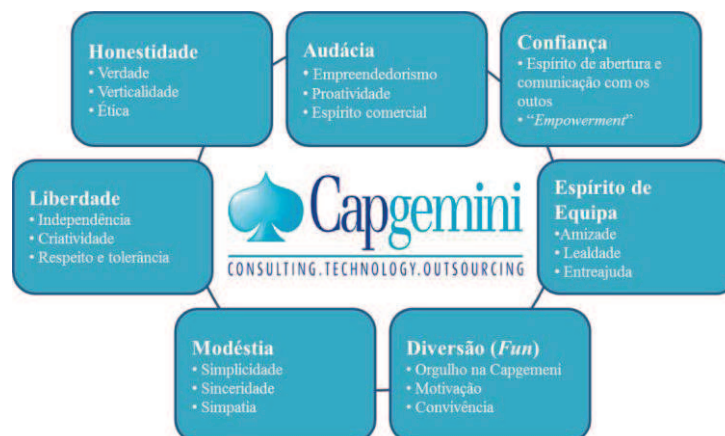 Honestidade
• Verdade
• Verticalidade
• Ética
Audácia
• Empreendedorismo
• Proatividade
• Espírito comercial
Confiança
• Espírito de abertura e
comunicação com os
outos
• “Empowerment”
Liberdade
• Independência
• Criatividade
• Respeito e tolerância
Capgemini
CONSULTING.TECHNOLOGY.OUTSOURCING
Espírito de
Equipa
• Amizade
• Lealdade
• Entreajuda
Modéstia
• Simplicidade
• Sinceridade
• Simpatia
Diversão (Fun)
• Orgulho na Capgemeni
• Motivação
• Convivência